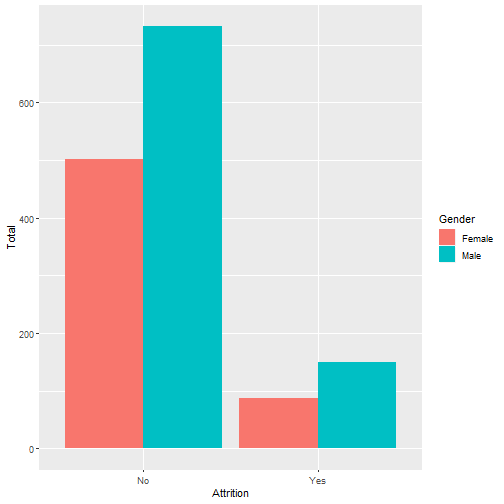 600
400
200
0
Total
No
Yes
Attrition
Gender
Female
Male